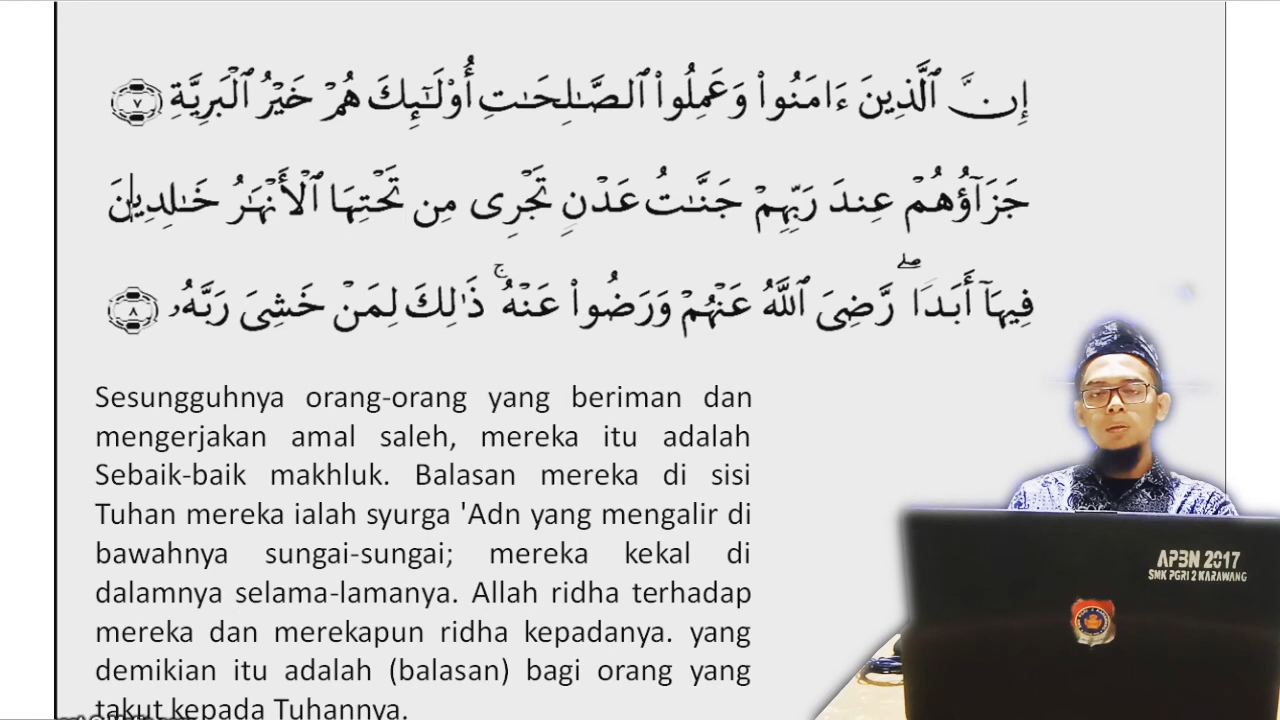 إِنَّ ٱلَّذِينَ ءَامَنُوا۟ وَعَمِلُوا۟ ٱلصَّـٰلِحَـٰتِ أُو۟لَـٰٓئِكَ هُمْ خَيْرُ ٱلْبَرِيَّةِ ٧
جَزَآؤُهُمْ عِندَ رَبِّهِمْ جَنَّـٰتُ عَدْنٍ تَجْرِى مِن تَحْتِهَا ٱلْأَنْهَـٰرُ خَـٰلِدِينَ
فِيهَآ أَبَدًا ۖ رَّضِىَ ٱللَّهُ عَنْهُمْ وَرَضُوا۟ عَنْهُ ۚ ذَٰلِكَ لِمَنْ خَشِىَ رَبَّهُۥ ٨
Sesungguhnya orang-orang yang beriman dan
mengerjakan amal saleh, mereka itu adalah
Sebaik-baik makhluk. Balasan mereka di sisi
Tuhan mereka ialah syurga 'Adn yang mengalir di
bawahnya sungai-sungai; mereka kekal di
dalamnya selama-lamanya. Allah ridha terhadap
mereka dan merekapun ridha kepadanya. yang
demikian itu adalah (balasan) bagi orang yang
takut kepada Tuhannya.
APBN 2017
SMK PGRI 2 KARAWANG